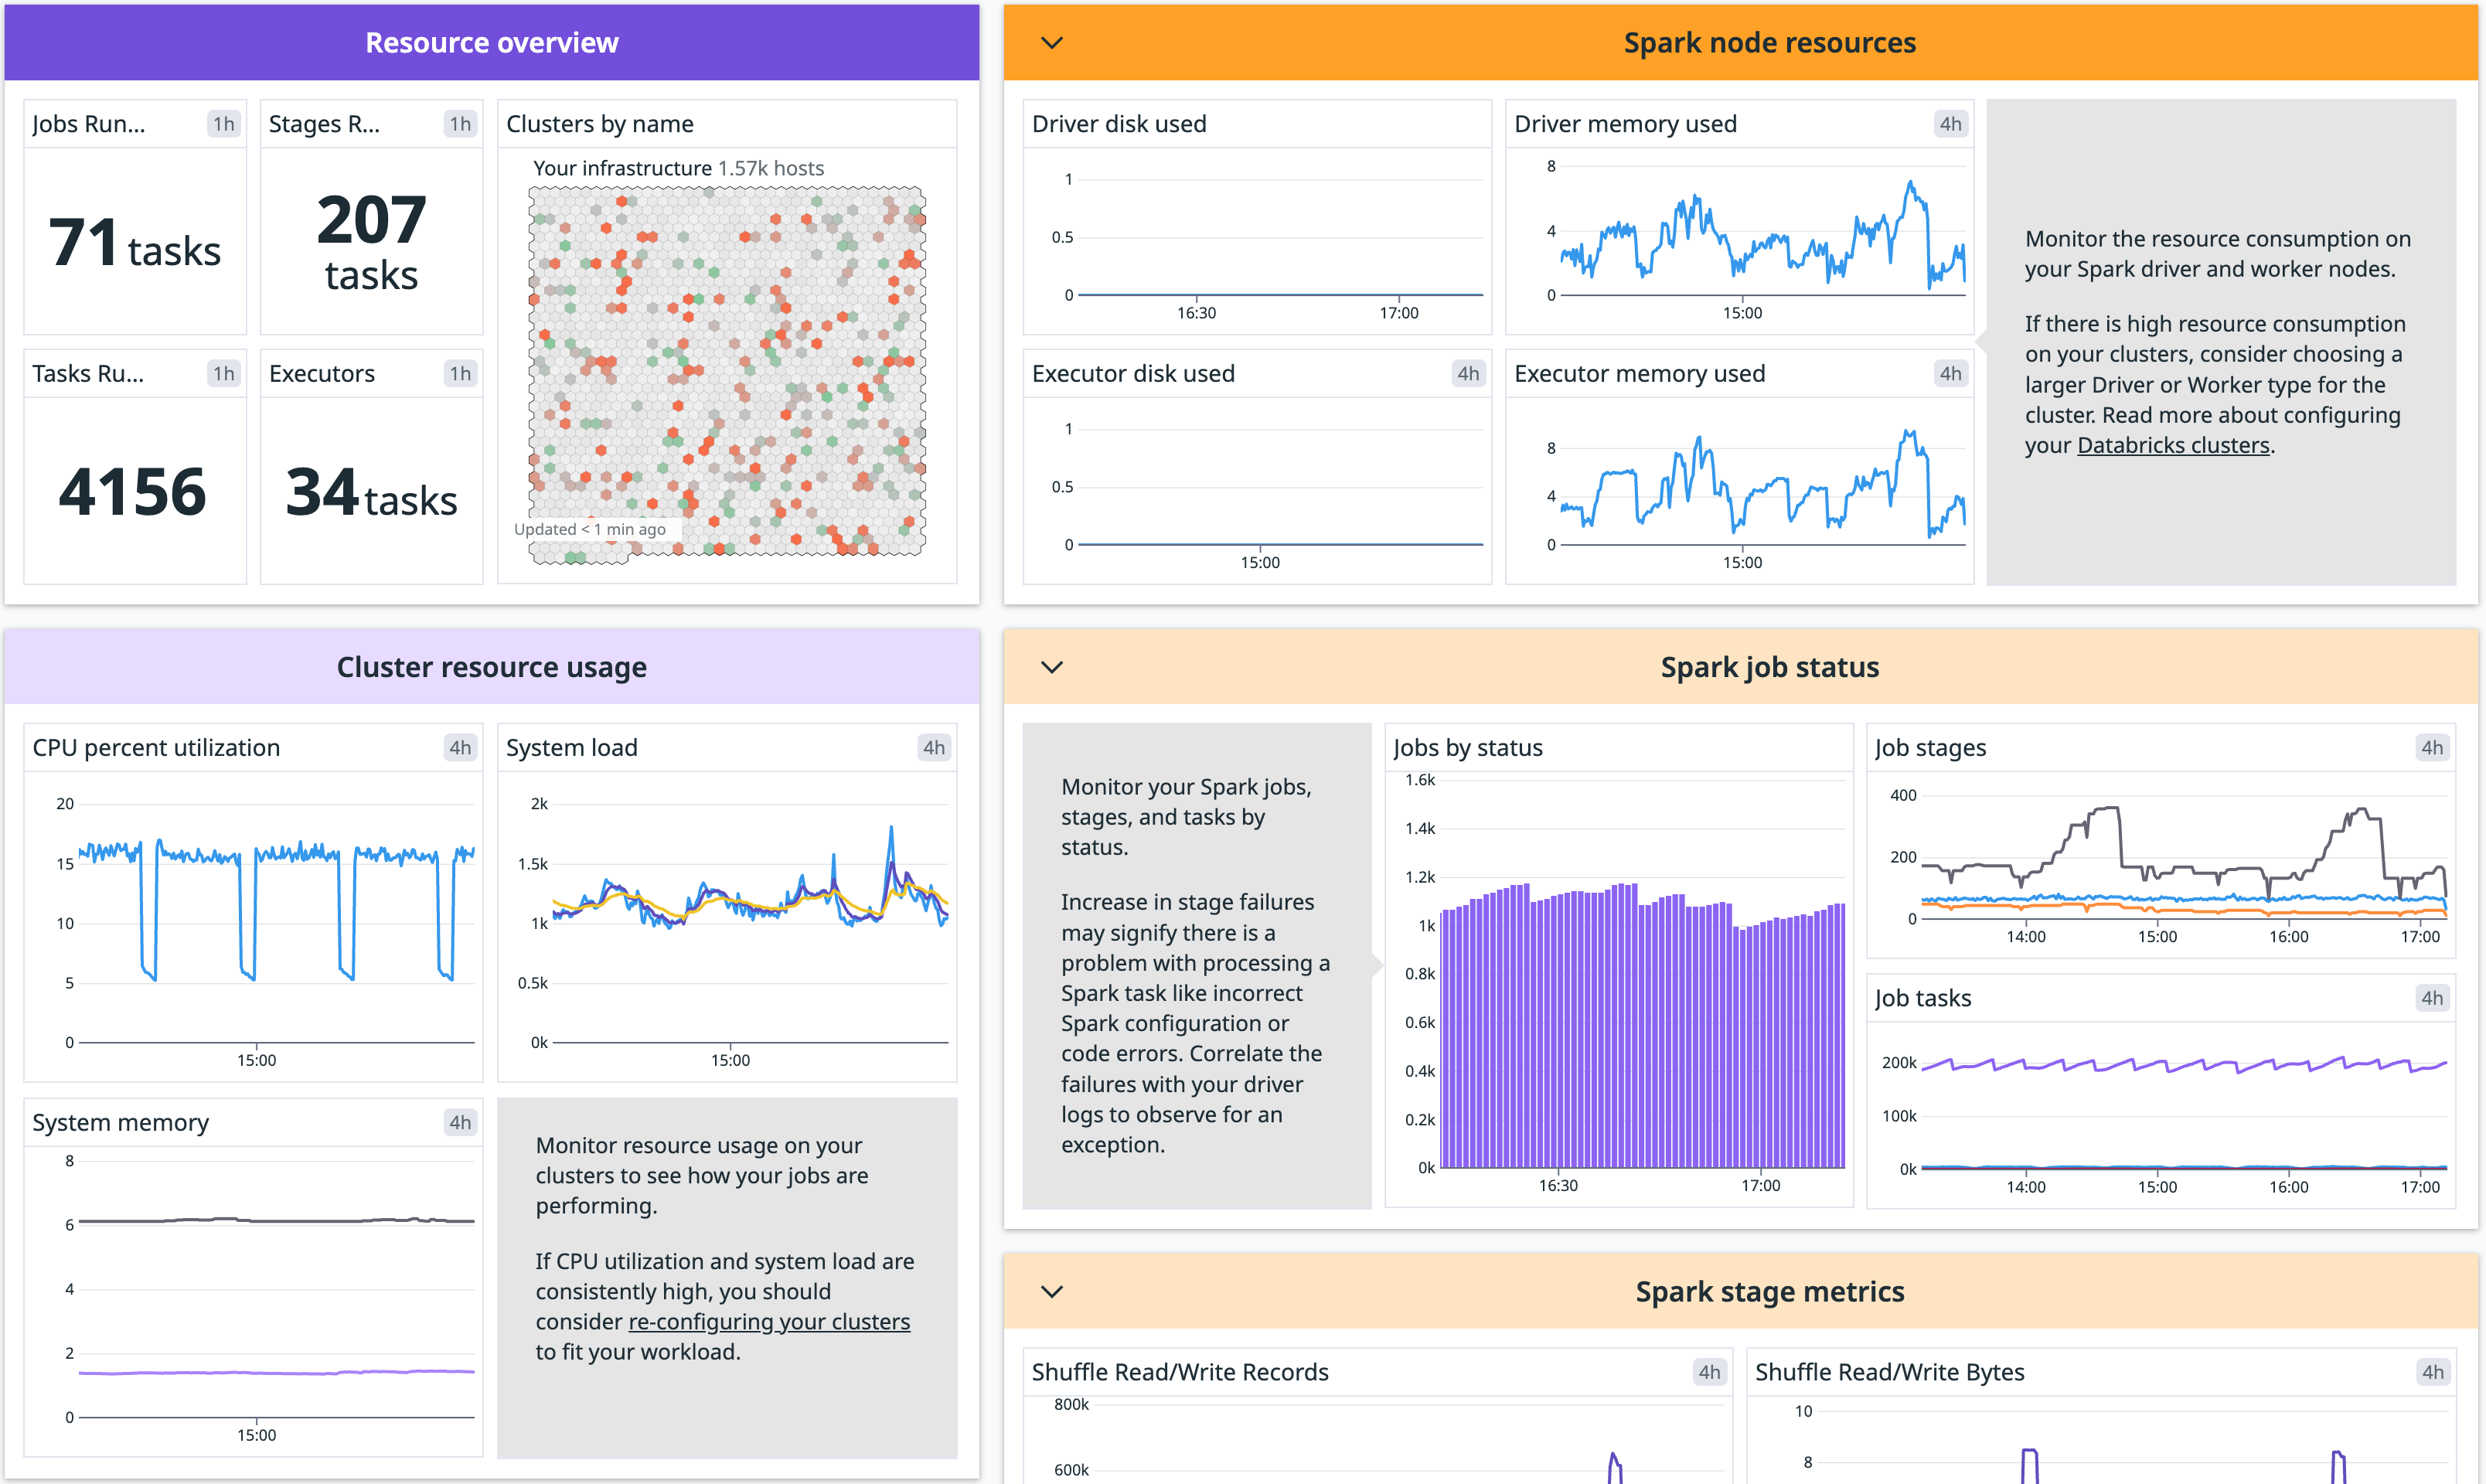 Resource overview
Jobs Run...
1h
71 tasks
Stages R...
1h
207
tasks
Tasks Ru...
1h
4156
Executors
1h
34 tasks
Clusters by name
Your infrastructure 1.57k hosts
Updated < 1 min ago
Spark node resources
Driver disk used
1
0.5
0
16:30 17:00
Driver memory used
4h
8
4
0
15:00
Executor disk used
4h
1
0.5
0
15:00
Executor memory used
4h
8
4
0
15:00
Monitor the resource consumption on
your Spark driver and worker nodes.
If there is high resource consumption
on your clusters, consider choosing a
larger Driver or Worker type for the
cluster. Read more about configuring
your Databricks clusters.
Cluster resource usage
CPU percent utilization
4h
20
15
10
5
0
15:00
System load
4h
2k
1.5k
1k
0.5k
0k
15:00
System memory
4h
8
6
4
2
0
15:00
Monitor resource usage on your
clusters to see how your jobs are
performing.
If CPU utilization and system load are
consistently high, you should
consider re-configuring your clusters
to fit your workload.
Spark job status
Monitor your Spark jobs,
stages, and tasks by
status.
Increase in stage failures
may signify there is a
problem with processing a
Spark task like incorrect
Spark configuration or
code errors. Correlate the
failures with your driver
logs to observe for an
exception.
Jobs by status
1.6k
1.4k
1.2k
1k
0.8k
0.6k
0.4k
0.2k
0k
16:30 17:00
Job stages
4h
400
200
0
14:00 15:00 16:00 17:00
Job tasks
4h
200k
100k
0k
14:00 15:00 16:00 17:00
Spark stage metrics
Shuffle Read/Write Records
4h
800k
600k
Shuffle Read/Write Bytes
4h
10
8